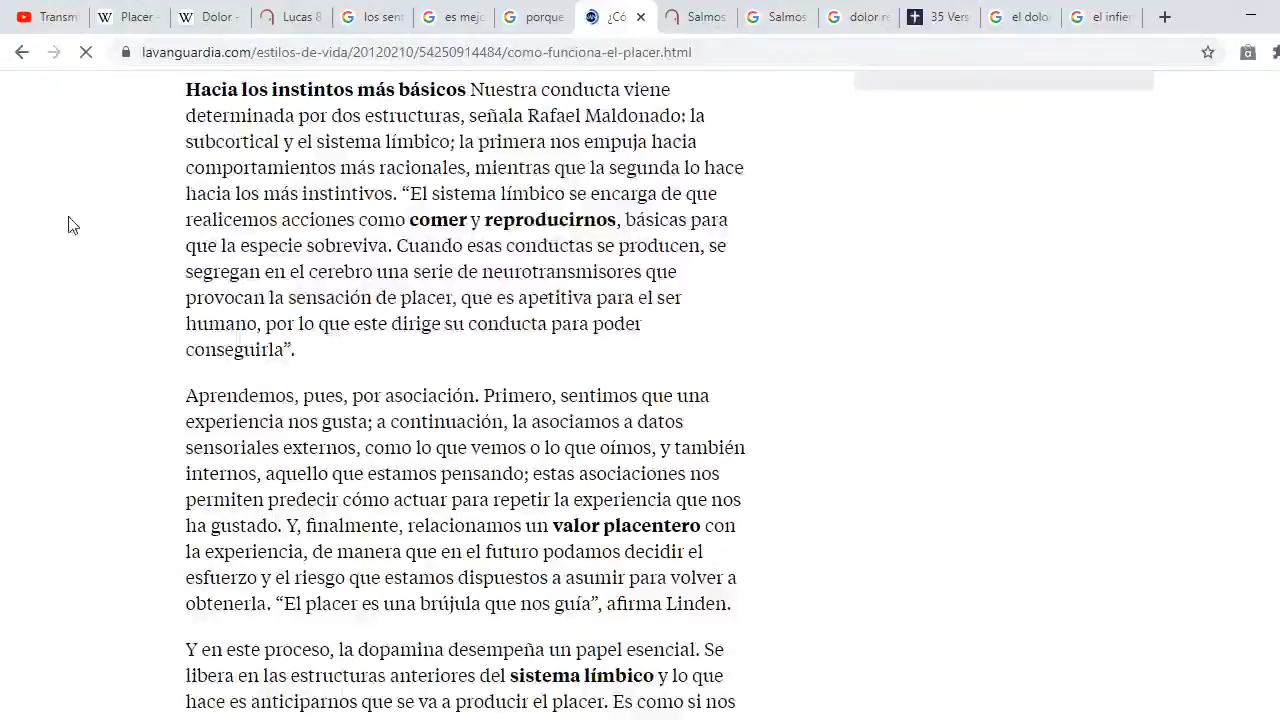 Transm
Placer -
Dolor -
Lucas 8
los sent
es mejo
porque
¿Có
Salmos
Salmos
dolor re
35 Vers
el dolo
el infie
lavanguardia.com/estilos-de-vida/20120210/54250914484/como-funciona-el-placer.html
Hacia los instintos más básicos Nuestra conducta viene
determinada por dos estructuras, señala Rafael Maldonado: la
subcortical y el sistema límbico; la primera nos empuja hacia
comportamientos más racionales, mientras que la segunda lo hace
hacia los más instintivos. “El sistema límbico se encarga de que
realicemos acciones como comer y reproducirnos, básicas para
que la especie sobreviva. Cuando esas conductas se producen, se
segregan en el cerebro una serie de neurotransmisores que
provocan la sensación de placer, que es apetitiva para el ser
humano, por lo que este dirige su conducta para poder
conseguirla”.
Aprendemos, pues, por asociación. Primero, sentimos que una
experiencia nos gusta; a continuación, la asociamos a datos
sensoriales externos, como lo que vemos o lo que oímos, y también
internos, aquello que estamos pensando; estas asociaciones nos
permiten predecir cómo actuar para repetir la experiencia que nos
ha gustado. Y, finalmente, relacionamos un valor placentero con
la experiencia, de manera que en el futuro podamos decidir el
esfuerzo y el riesgo que estamos dispuestos a asumir para volver a
obtenerla. “El placer es una brújula que nos guía”, afirma Linden.
Y en este proceso, la dopamina desempeña un papel esencial. Se
libera en las estructuras anteriores del sistema límbico y lo que
hace es anticiparnos que se va a producir el placer. Es como si nos